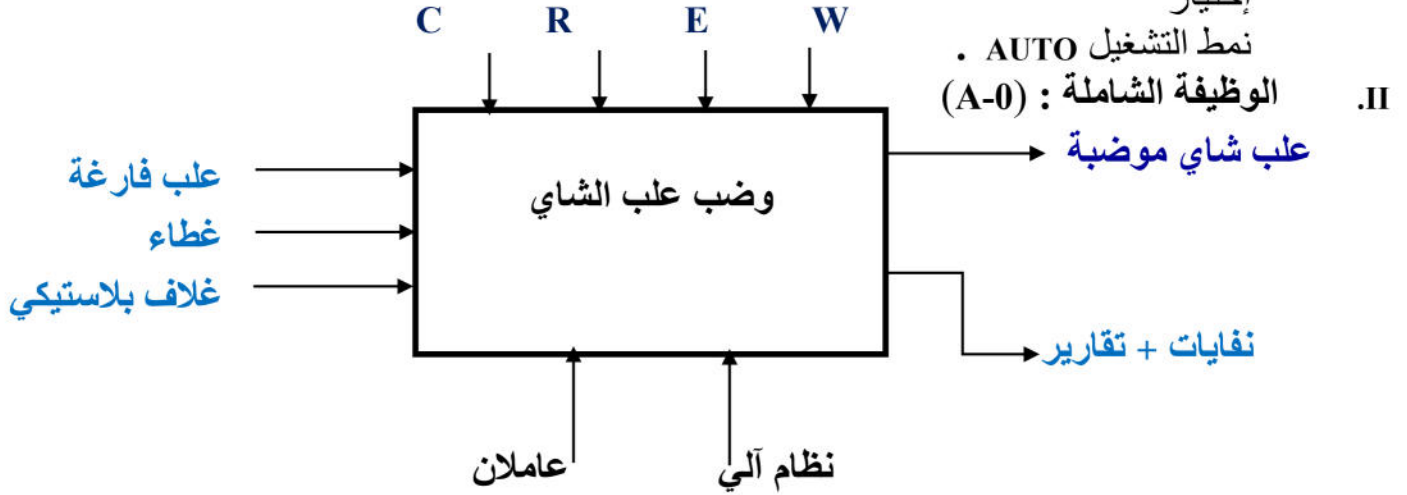 إختيار
نمط التشغيل AUTO .
II. الوظيفة الشاملة : (A-0)
C R E W
علب فارغة
غطاء
غلاف بلاستيكي
وضب علب الشاي
علب شاي موضبة
نفايات + تقارير
عاملان
نظام آلي